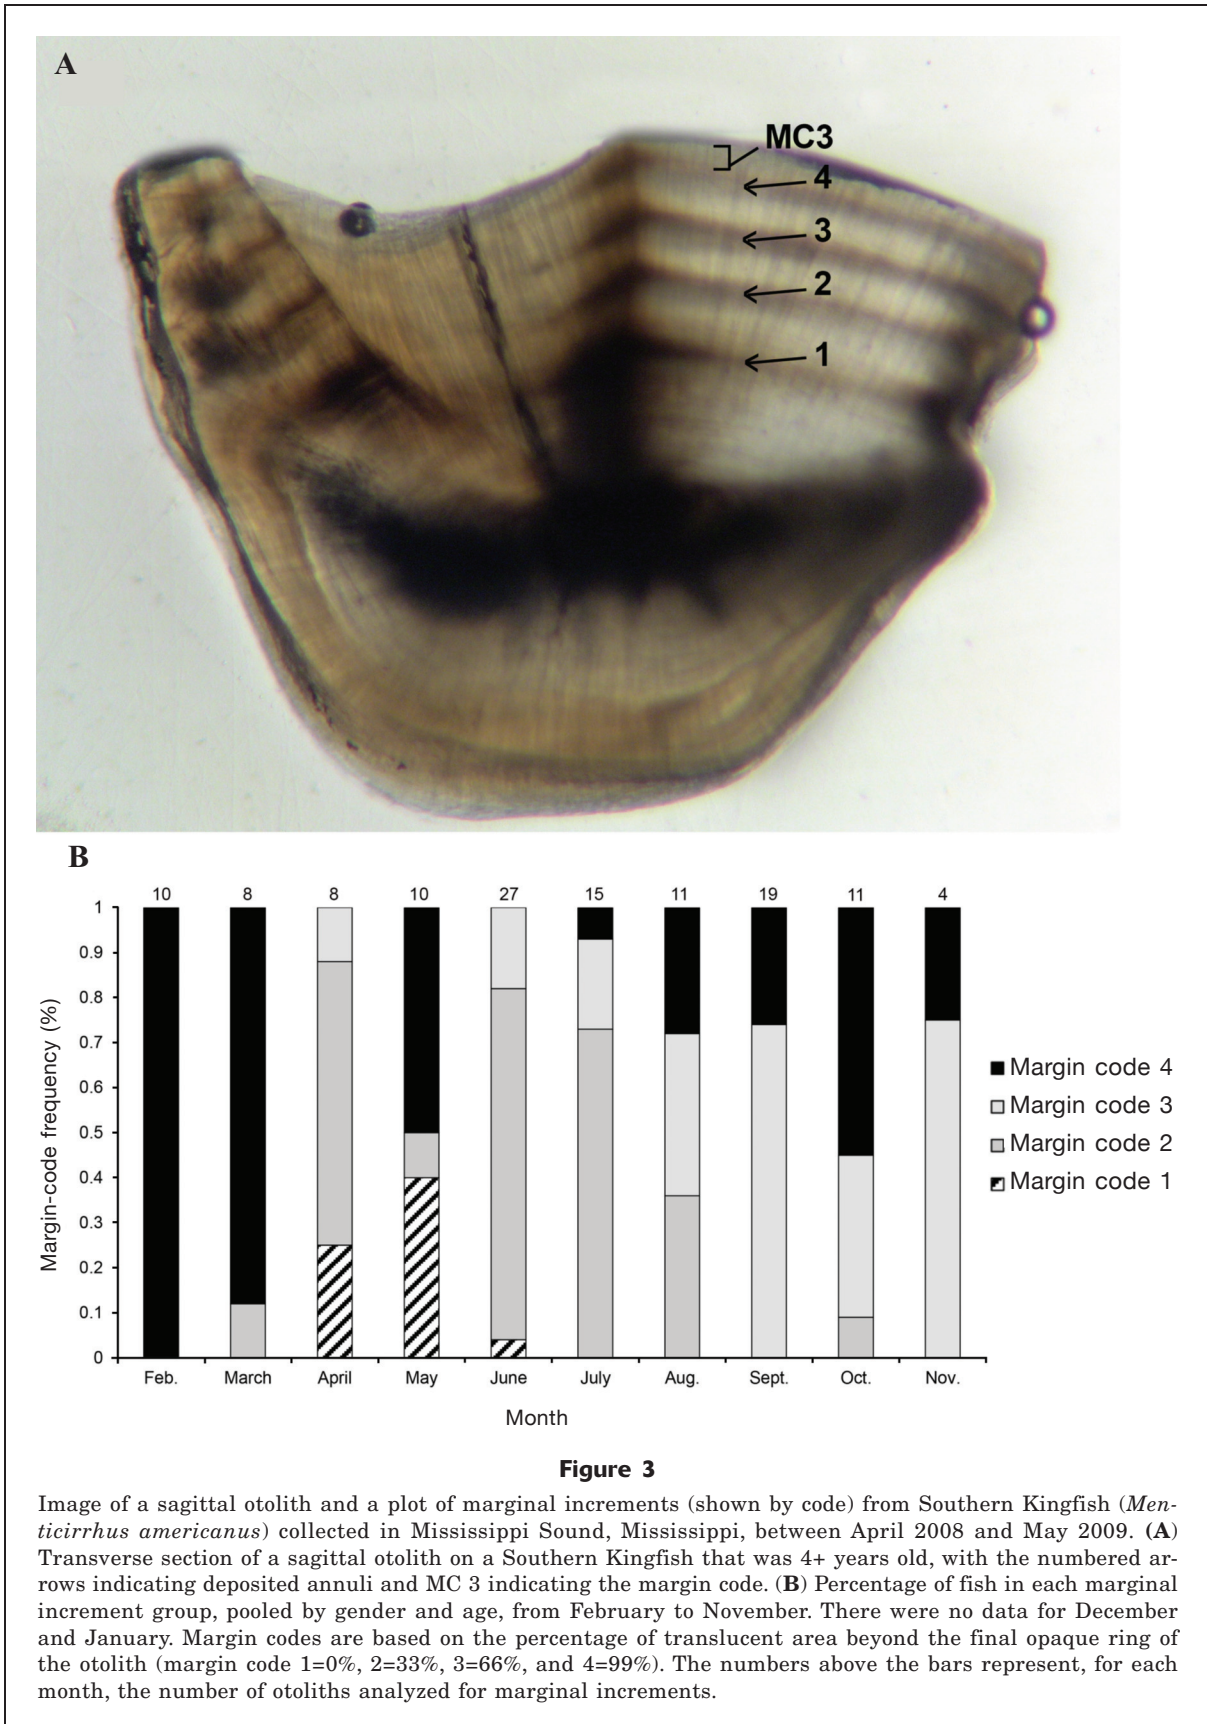 A
MC3
4
3
2
1
B
10 8 8 10 27 15 11 19 11 4
1
0.9
0.8
0.7
0.6
0.5
0.4
0.3
0.2
0.1
0
Margin-code frequency (%)
Feb. March April May June July Aug. Sept. Oct. Nov.
Month
Margin code 4
Margin code 3
Margin code 2
Margin code 1
Figure 3
Image of a sagittal otolith and a plot of marginal increments (shown by code) from Southern Kingfish (Men-
ticirrhus americanus) collected in Mississippi Sound, Mississippi, between April 2008 and May 2009. (A)
Transverse section of a sagittal otolith on a Southern Kingfish that was 4+ years old, with the numbered ar-
rows indicating deposited annuli and MC 3 indicating the margin code. (B) Percentage of fish in each marginal
increment group, pooled by gender and age, from February to November. There were no data for December
and January. Margin codes are based on the percentage of translucent area beyond the final opaque ring of
the otolith (margin code 1=0%, 2=33%, 3=66%, and 4=99%). The numbers above the bars represent, for each
month, the number of otoliths analyzed for marginal increments.